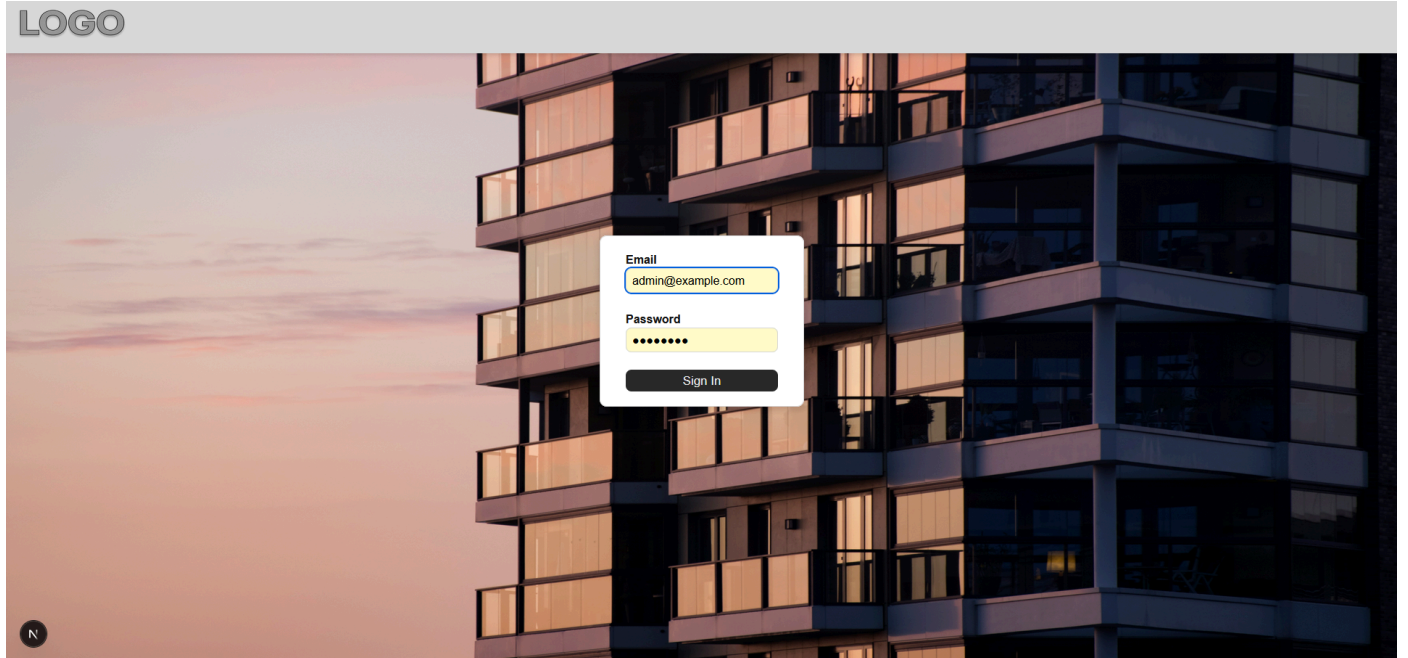 LOGO
Email
admin@example.com
Password
••••••••
Sign In
N